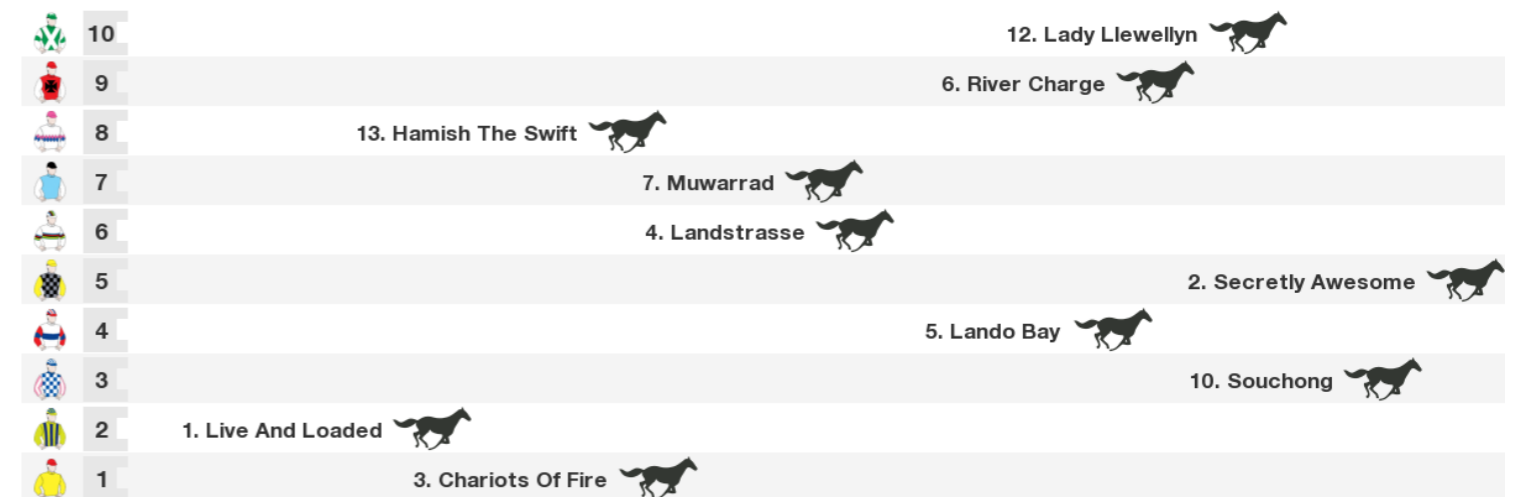 10 12. Lady Llewellyn
9 6. River Charge
8 13. Hamish The Swift
7 7. Muwarrad
6 4. Landstrasse
5 2. Secretly Awesome
4 5. Lando Bay
3 10. Souchong
2 1. Live And Loaded
1 3. Chariots Of Fire